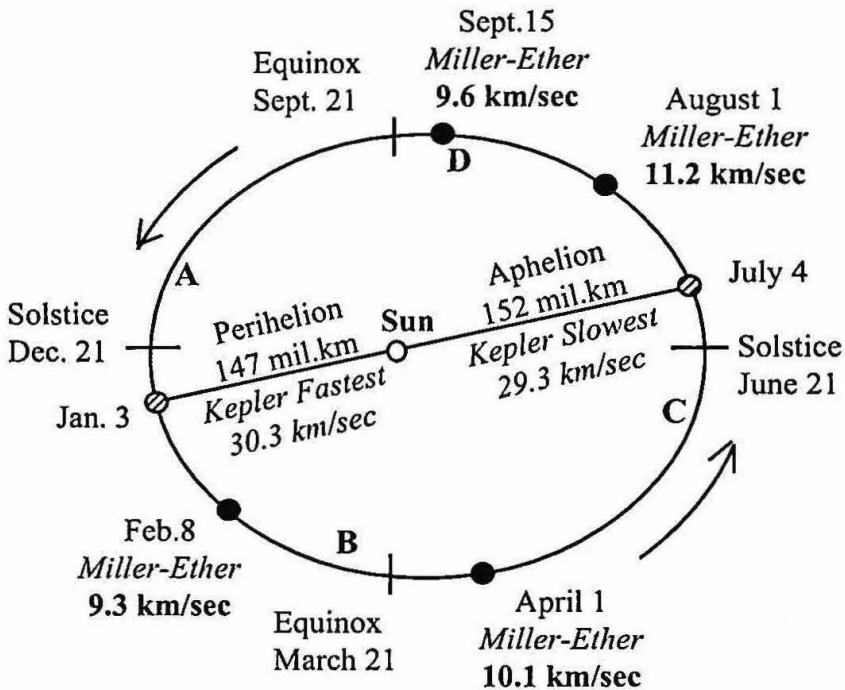 Sept.15
Miller-Ether
9.6 km/sec
Equinox
Sept. 21
August 1
Miller-Ether
11.2 km/sec
D
A
July 4
Aphelion
152 mil.km
Kepler Slowest
29.3 km/sec
Solstice
Dec. 21
Perihelion
147 mil.km
Kepler Fastest
30.3 km/sec
Sun
Solstice
June 21
Jan. 3
C
Feb.8
Miller-Ether
9.3 km/sec
B
Equinox
March 21
April 1
Miller-Ether
10.1 km/sec